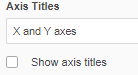 Axis Titles
X and Y axes
Show axis titles